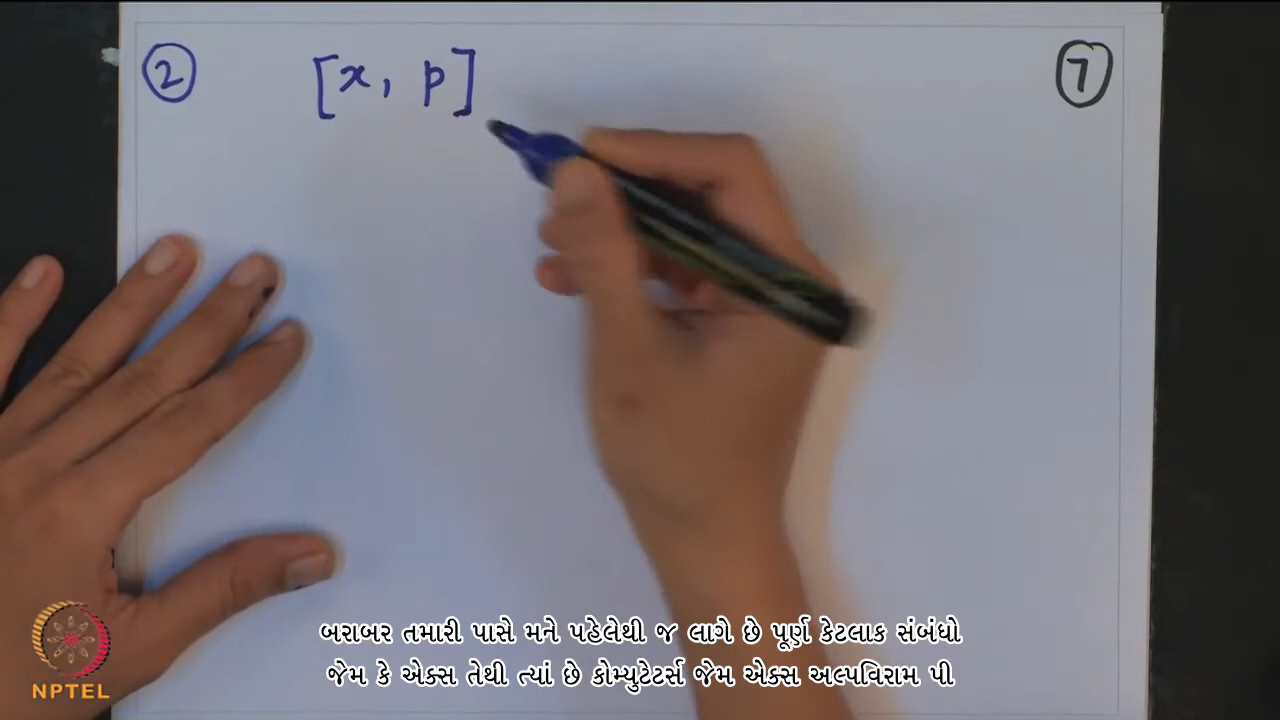 ② [x, p] ⑦
બરાબર તમારી પાસે મને પહેલેથી જ લાગે છે પૂર્ણ કેટલાક સંબંધો
જેમ કે એક્સ તેથી ત્યાં છે કોમ્યુટેટર્સ જેમ એક્સ અલ્પવિરામ પી
NPTEL